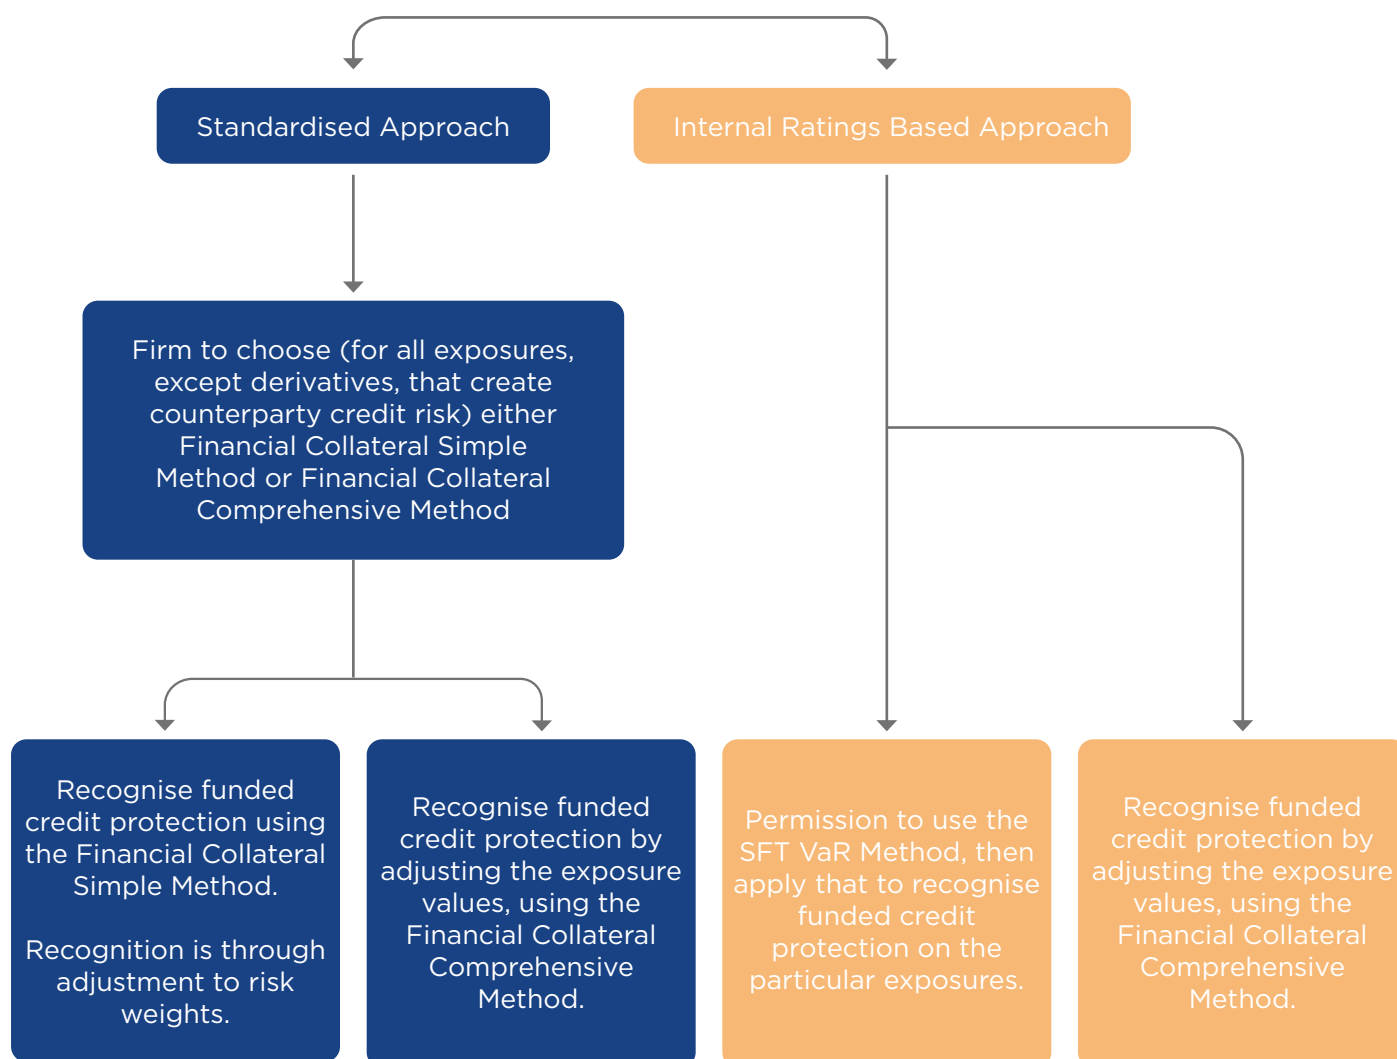 Standardised Approach
Internal Ratings Based Approach
Firm to choose (for all exposures,
except derivatives, that create
counterparty credit risk) either
Financial Collateral Simple
Method or Financial Collateral
Comprehensive Method
Recognise funded
credit protection using
the Financial Collateral
Simple Method.
Recognition is through
adjustment to risk
weights.
Recognise funded
credit protection by
adjusting the exposure
values, using the
Financial Collateral
Comprehensive
Method.
Permission to use the
SFT VaR Method, then
apply that to recognise
funded credit
protection on the
particular exposures.
Recognise funded
credit protection by
adjusting the exposure
values, using the
Financial Collateral
Comprehensive
Method.